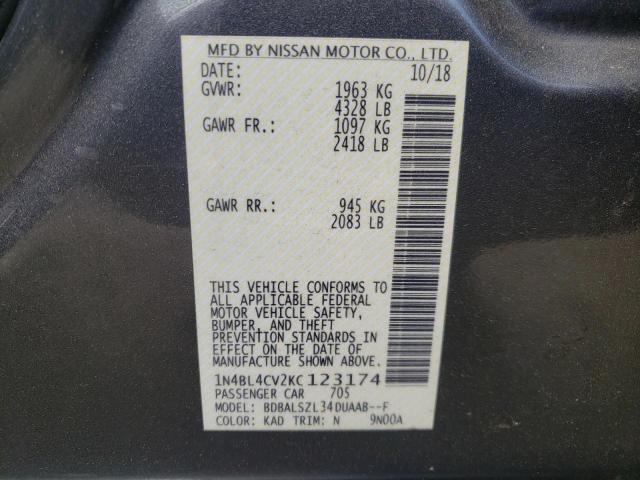 MFD BY NISSAN MOTOR CO., LTD.
DATE: 10/18
GVWR: 1963 KG
4328 LB
GAWR FR.: 1097 KG
2418 LB
GAWR RR.: 945 KG
2083 LB
THIS VEHICLE CONFORMS TO
ALL APPLICABLE FEDERAL
MOTOR VEHICLE SAFETY,
BUMPER, AND THEFT
PREVENTION STANDARDS IN
EFFECT ON THE DATE OF
MANUFACTURE SHOWN ABOVE.
1N4BL4CV2KC123174
PASSENGER CAR 705
MODEL: BDBALSZL34DUAAB--F
COLOR: KAD TRIM: N 9N00A